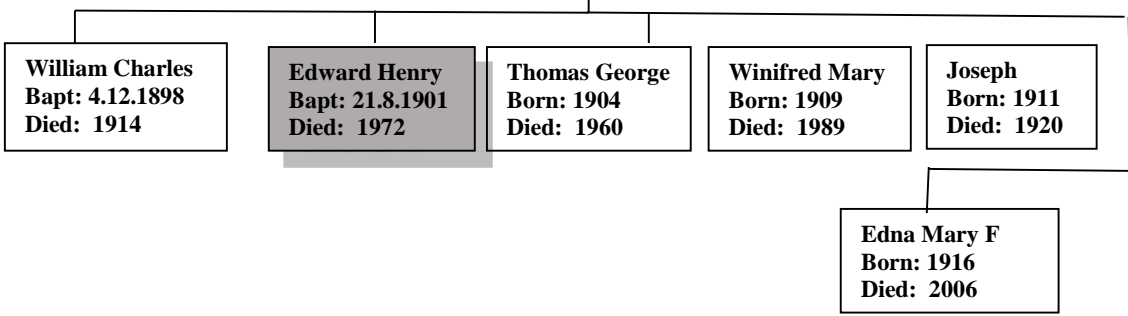 William Charles
Bapt: 4.12.1898
Died: 1914
Edward Henry
Bapt: 21.8.1901
Died: 1972
Thomas George
Born: 1904
Died: 1960
Winifred Mary
Born: 1909
Died: 1989
Joseph
Born: 1911
Died: 1920
Edna Mary F
Born: 1916
Died: 2006